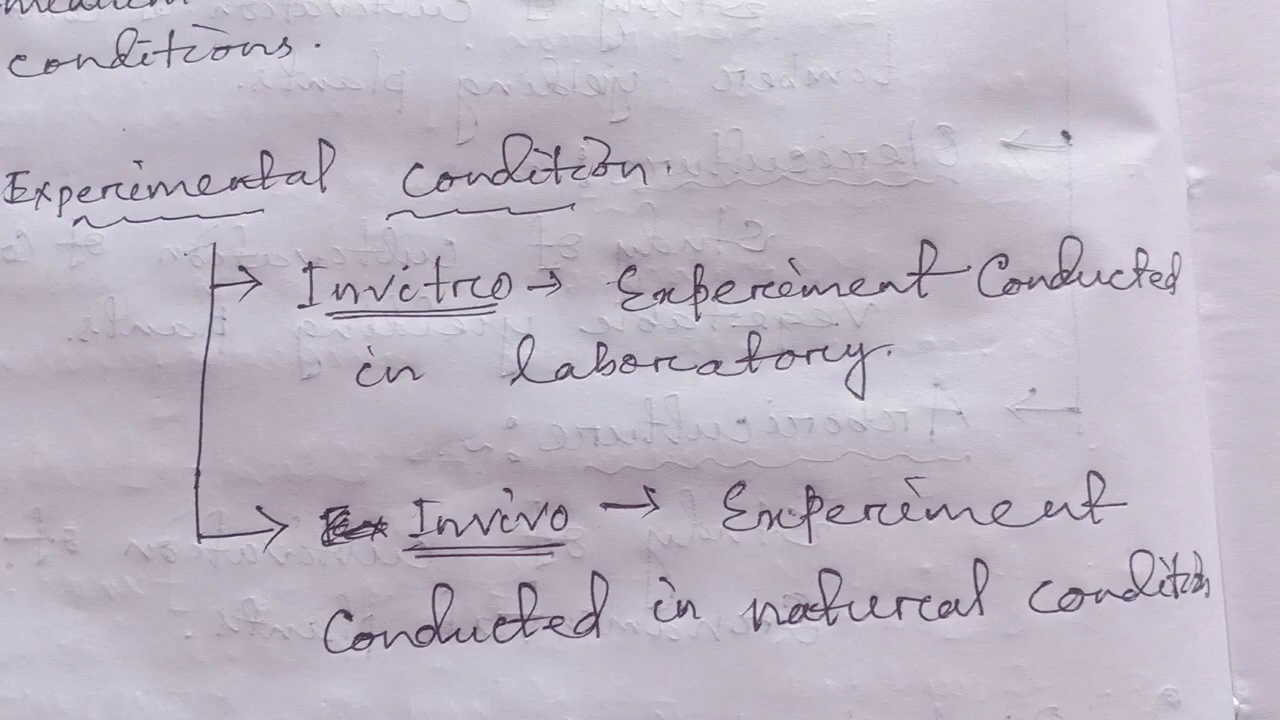 conditions.
Experimental condition.
→ Invitro → Experiment Conducted
in laboratory.
→ Invivo → Experiment
Conducted in natural condition